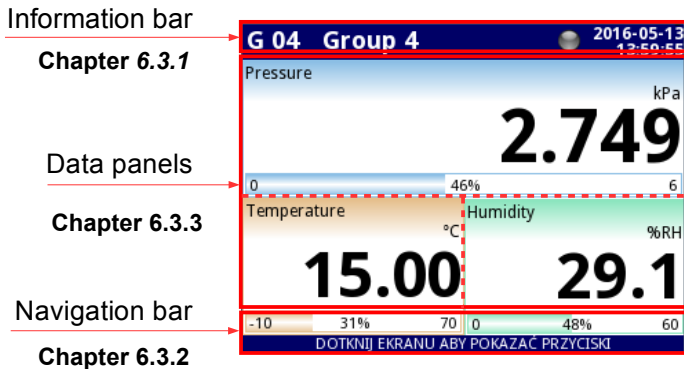 Information bar
Chapter 6.3.1
G 04 Group 4
2016-05-13
13:59:55
Pressure
kPa
2.749
0 46% 6
Data panels
Chapter 6.3.3
Temperature
°C
15.00
-10 31% 70
Humidity
%RH
29.1
0 48% 60
Navigation bar
Chapter 6.3.2
DOTKNIJ EKRANU ABY POKAZAĆ PRZYCISKI